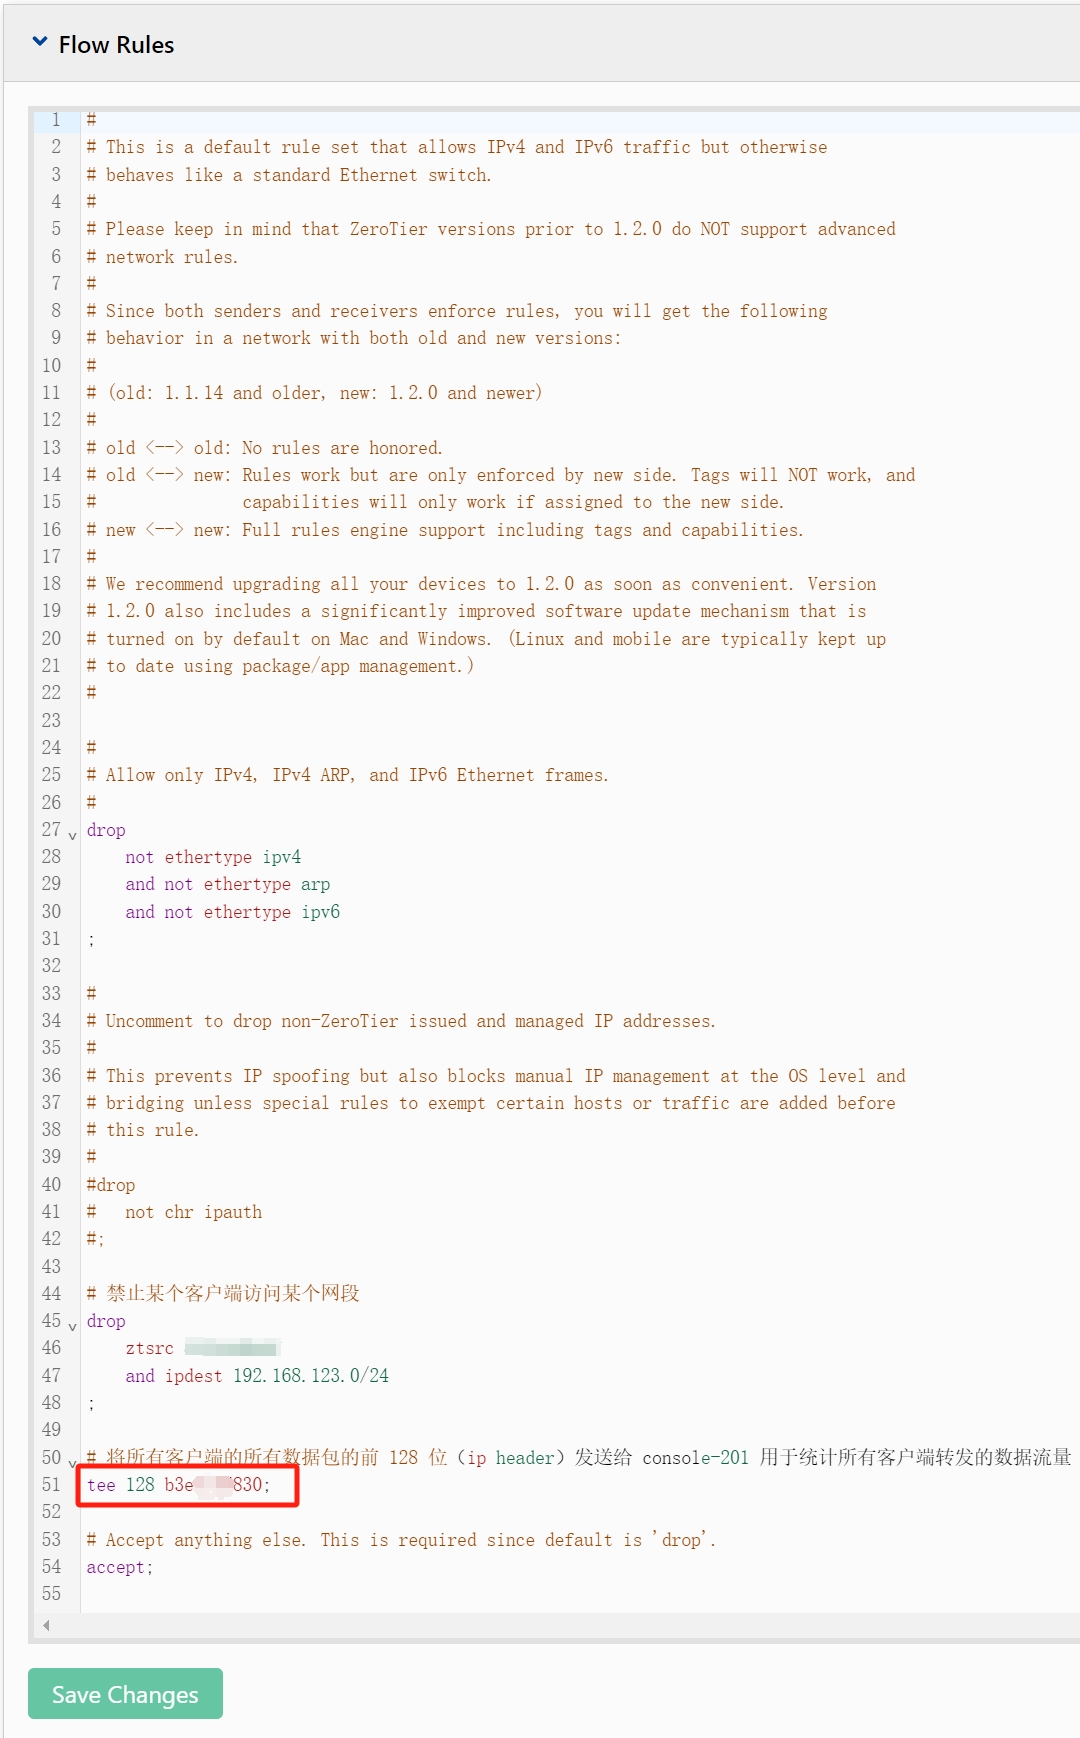 Flow Rules
1 #
2 # This is a default rule set that allows IPv4 and IPv6 traffic but otherwise
3 # behaves like a standard Ethernet switch.
4 #
5 # Please keep in mind that ZeroTier versions prior to 1.2.0 do NOT support advanced
6 # network rules.
7 #
8 # Since both senders and receivers enforce rules, you will get the following
9 # behavior in a network with both old and new versions:
10 #
11 # (old: 1.1.14 and older, new: 1.2.0 and newer)
12 #
13 # old <--> old: No rules are honored.
14 # old <--> new: Rules work but are only enforced by new side. Tags will NOT work, and
15 #               capabilities will only work if assigned to the new side.
16 # new <--> new: Full rules engine support including tags and capabilities.
17 #
18 # We recommend upgrading all your devices to 1.2.0 as soon as convenient. Version
19 # 1.2.0 also includes a significantly improved software update mechanism that is
20 # turned on by default on Mac and Windows. (Linux and mobile are typically kept up
21 # to date using package/app management.)
22 #
23
24 #
25 # Allow only IPv4, IPv4 ARP, and IPv6 Ethernet frames.
26 #
27 drop
28     not ethertype ipv4
29     and not ethertype arp
30     and not ethertype ipv6
31 ;
32
33 #
34 # Uncomment to drop non-ZeroTier issued and managed IP addresses.
35 #
36 # This prevents IP spoofing but also blocks manual IP management at the OS level and
37 # bridging unless special rules to exempt certain hosts or traffic are added before
38 # this rule.
39 #
40 #drop
41 #   not chr ipauth
42 #;
43
44 # 禁止某个客户端访问某个网段
45 drop
46     ztsrc
47     and ipdest 192.168.123.0/24
48 ;
49
50 # 将所有客户端的所有数据包的前 128 位（ip header）发送给 console-201 用于统计所有客户端转发的数据流量
51 tee 128 b3e 830;
52
53 # Accept anything else. This is required since default is 'drop'.
54 accept;
55
Save Changes